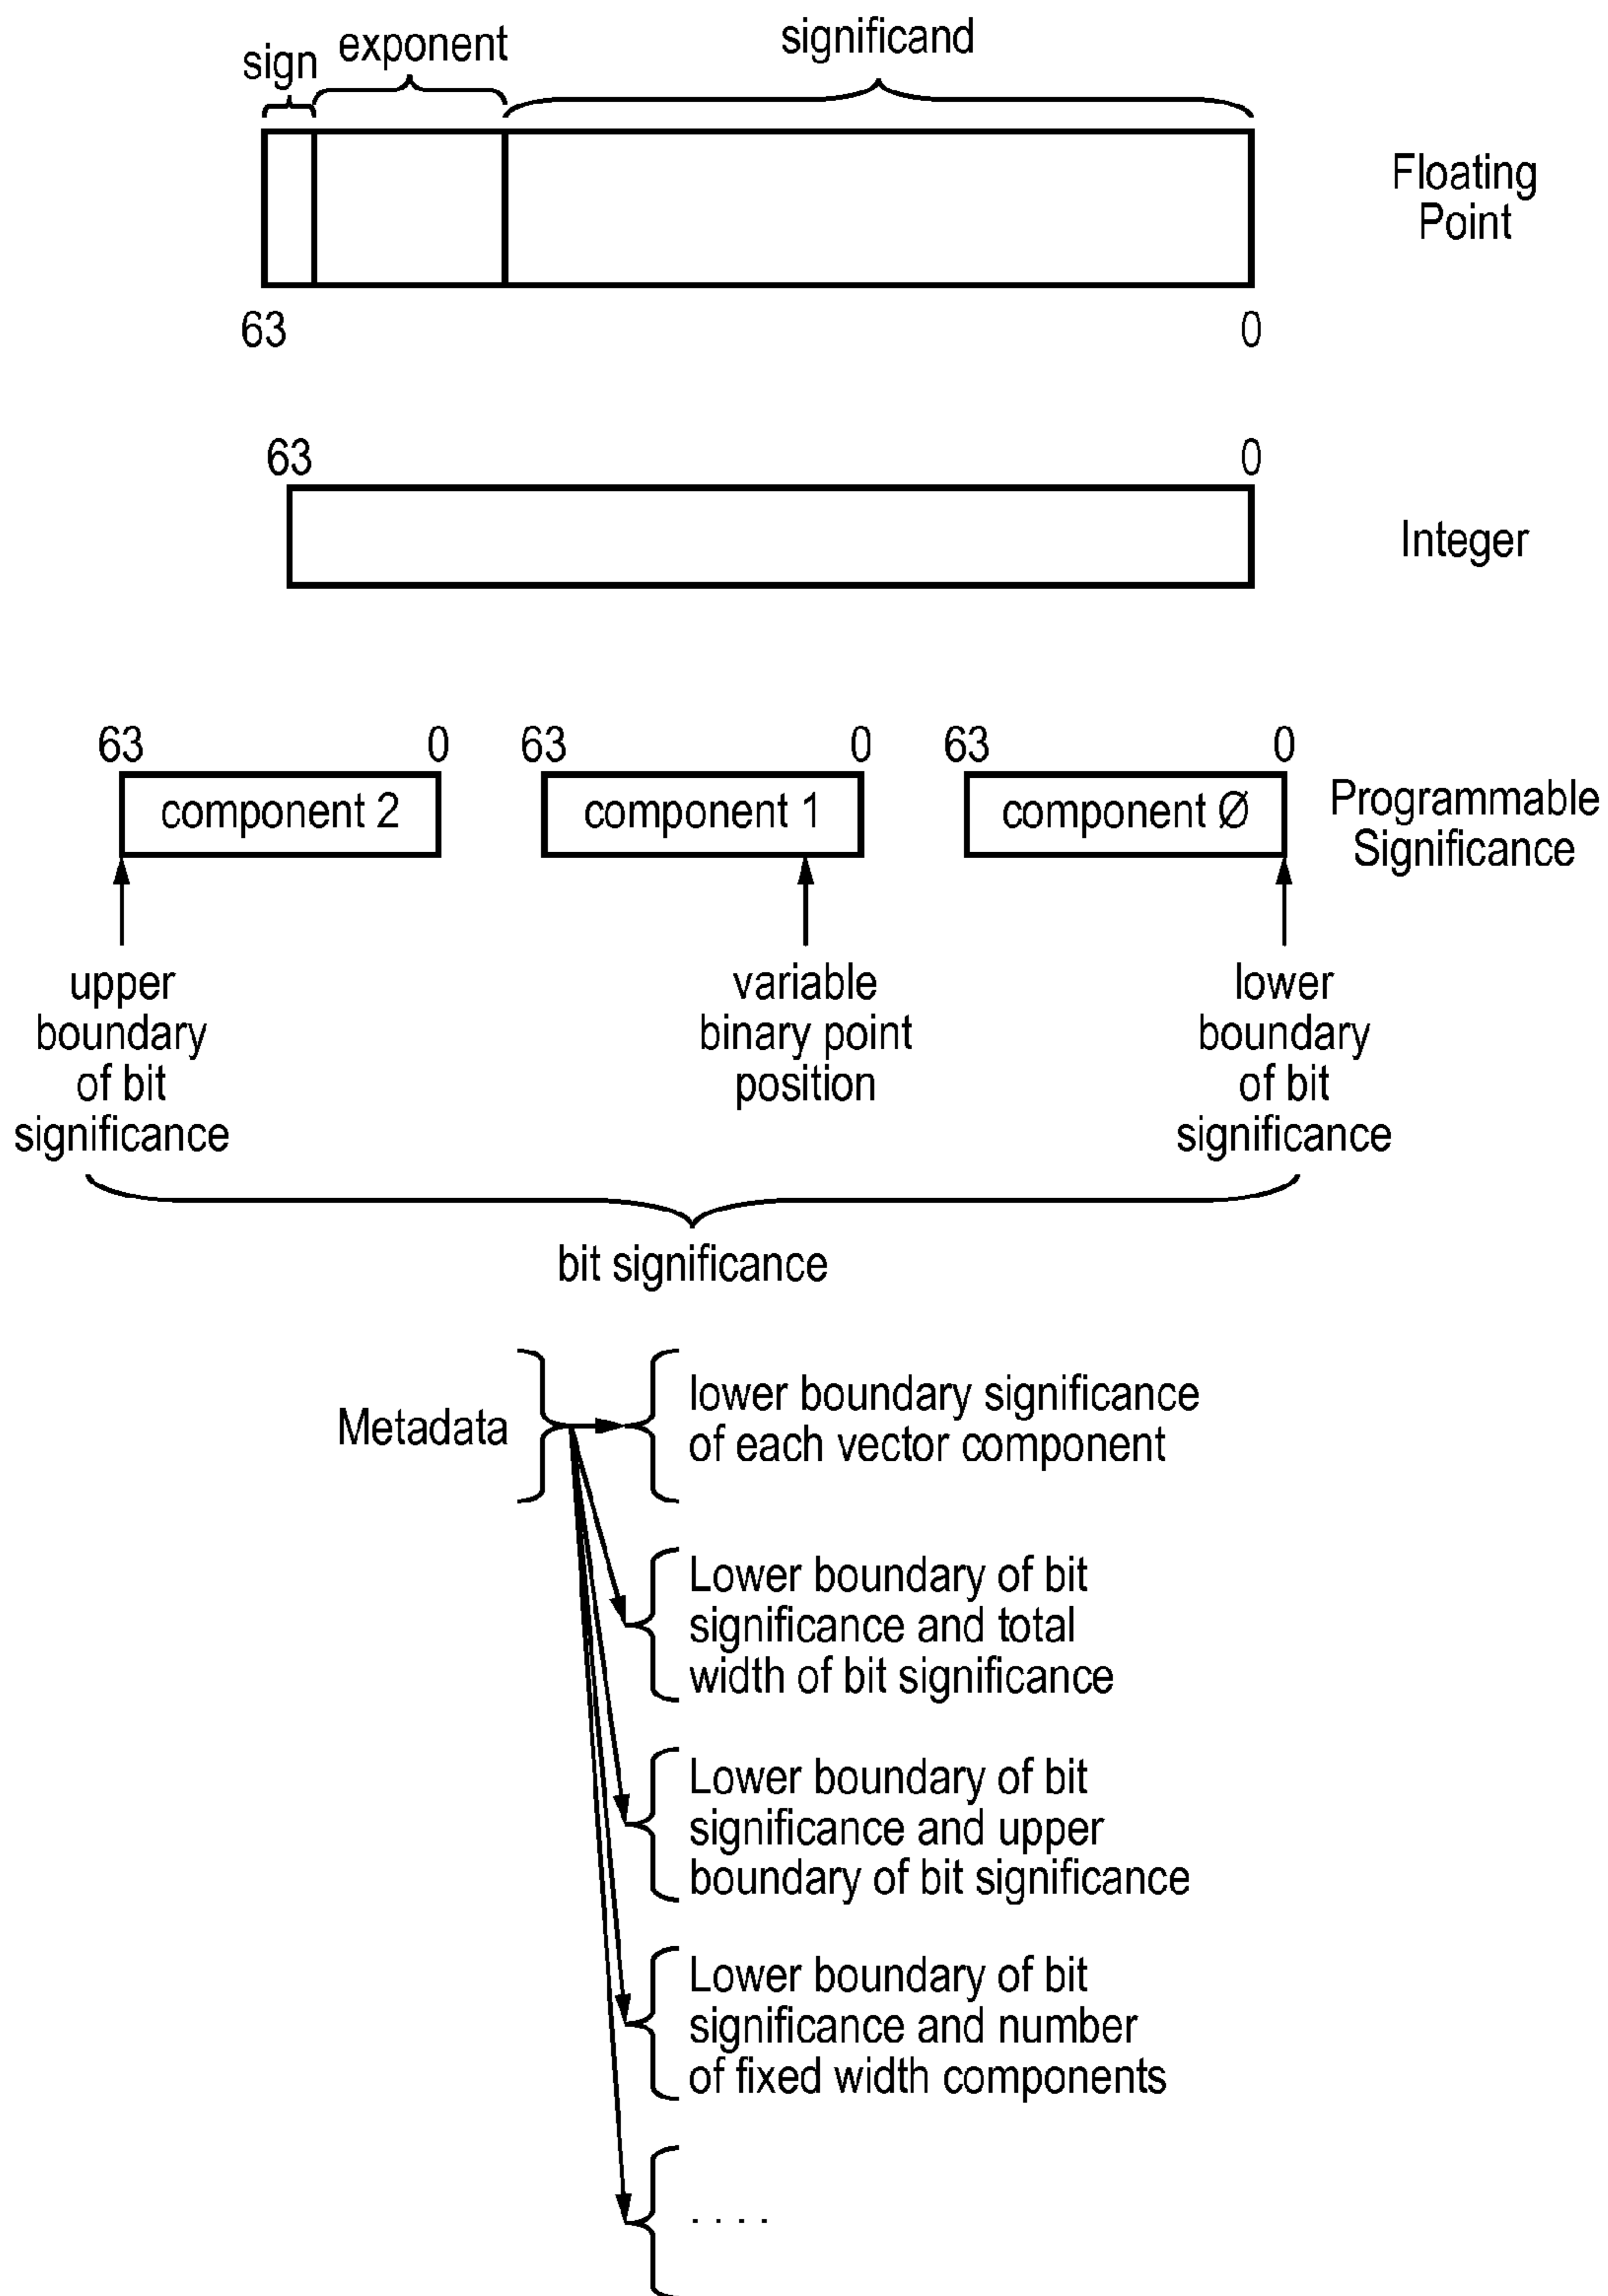 sign exponent significand
Floating
Point
63 0
63 0
Integer
63 0 63 0 63 0
component 2 component 1 component Ø
Programmable
Significance
upper
boundary
of bit
significance
variable
binary point
position
lower
boundary
of bit
significance
bit significance
Metadata
lower boundary significance
of each vector component
Lower boundary of bit
significance and total
width of bit significance
Lower boundary of bit
significance and upper
boundary of bit significance
Lower boundary of bit
significance and number
of fixed width components
. . . .